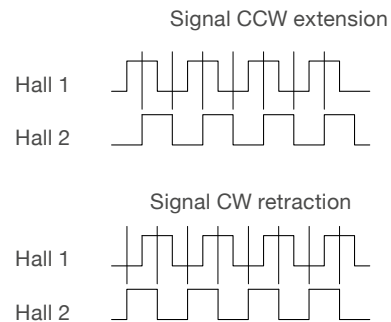 Signal CCW extension
Hall 1
Hall 2
Signal CW retraction
Hall 1
Hall 2